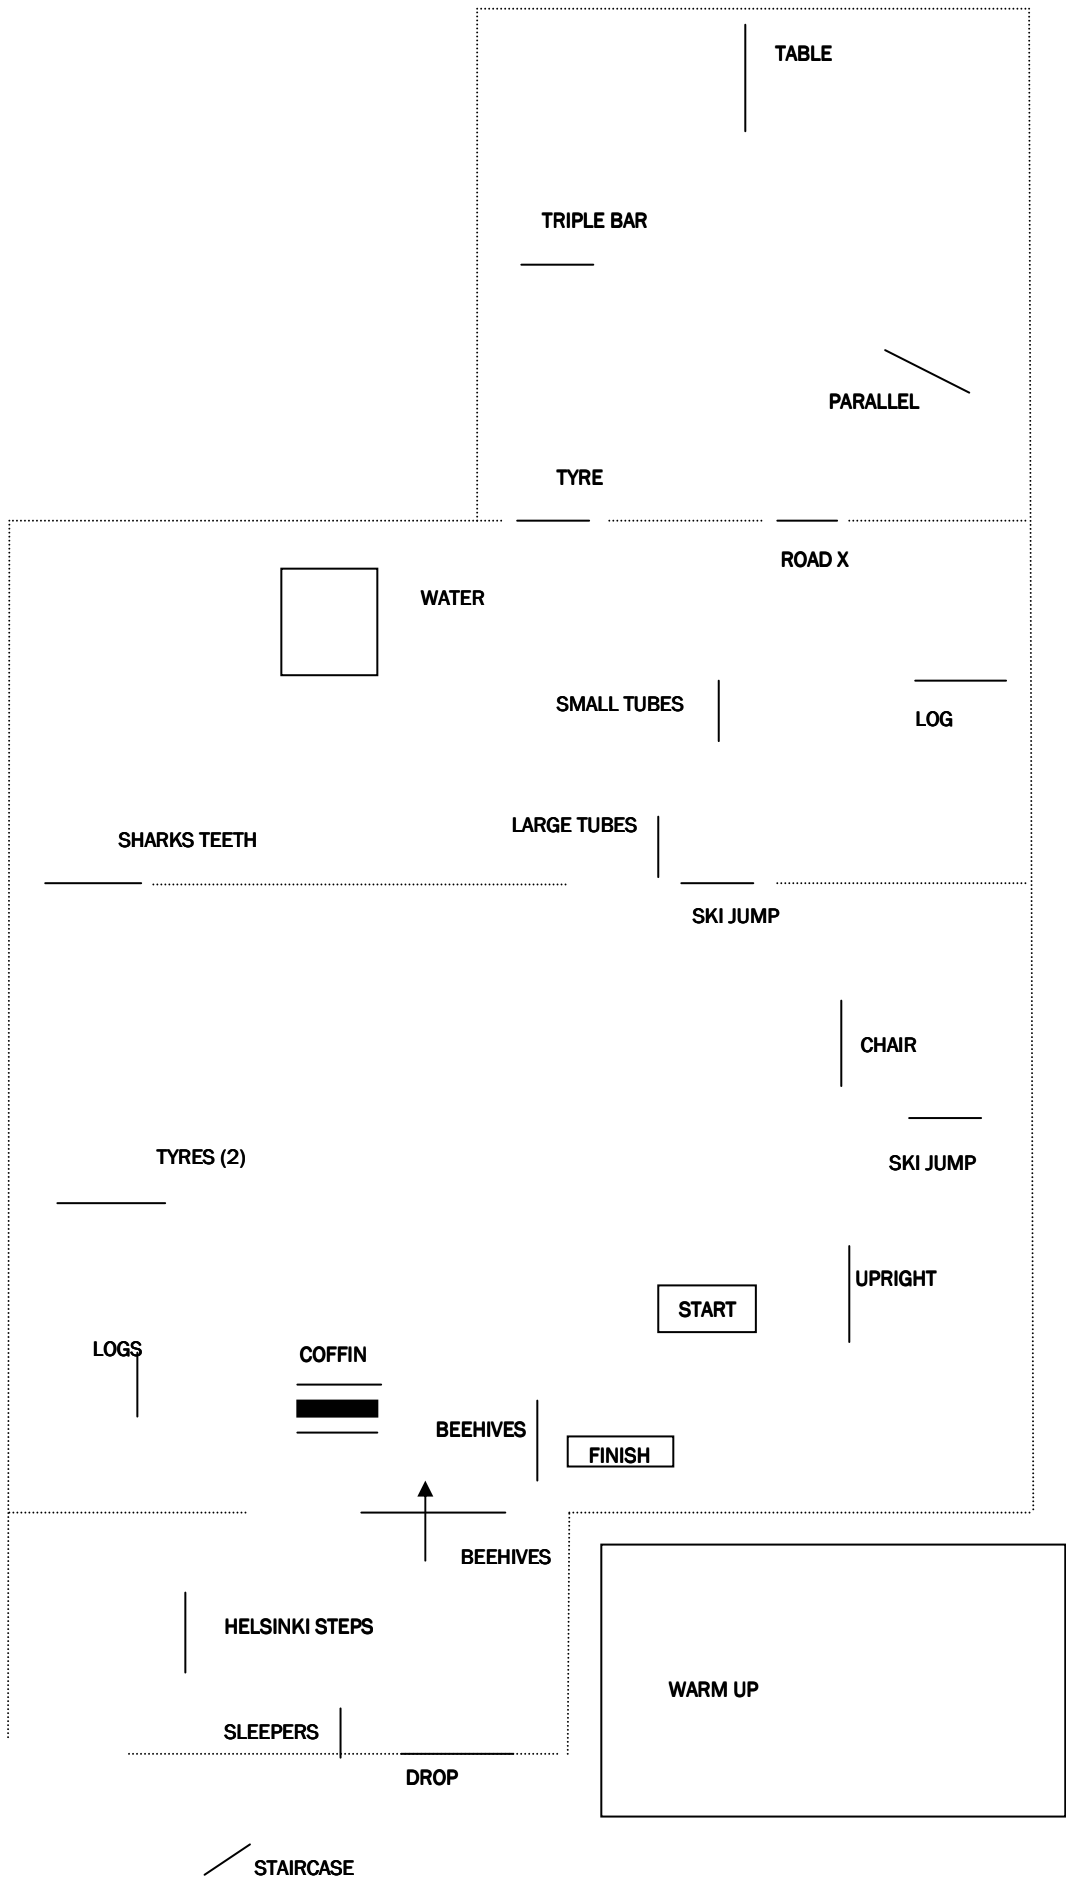 TABLE
TRIPLE BAR
PARALLEL
TYRE
ROAD X
WATER
SMALL TUBES
LOG
LARGE TUBES
SHARKS TEETH
SKI JUMP
CHAIR
TYRES (2)
SKI JUMP
UPRIGHT
START
LOGS
COFFIN
BEEHIVES
FINISH
BEEHIVES
HELSINKI STEPS
WARM UP
SLEEPERS
DROP
STAIRCASE